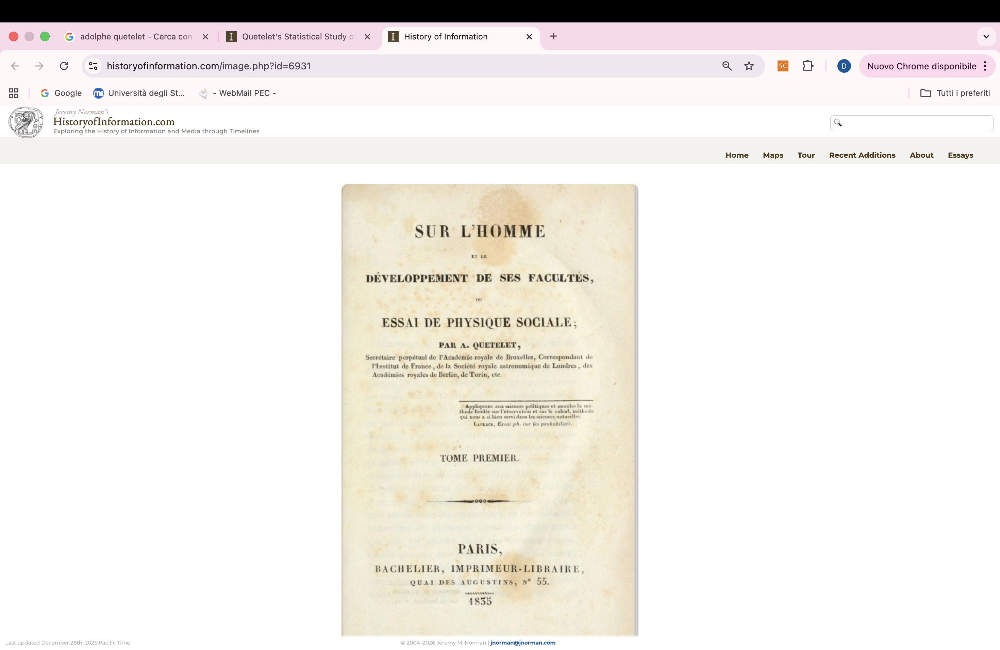 adolphe quetelet - Cerca con
Quetelet's Statistical Study of
History of Information
historyofinformation.com/image.php?id=6931
SC
D
Nuovo Chrome disponibile
Google
Università degli St...
- WebMail PEC -
Tutti i preferiti
Jeremy Norman's
HistoryofInformation.com
Exploring the History of Information and Media through Timelines
Home Maps Tour Recent Additions About Essays
SUR L'HOMME
ET LE
DÉVELOPPEMENT DE SES FACULTÉS,
OU
ESSAI DE PHYSIQUE SOCIALE;
PAR A. QUETELET,
Secrétaire perpétuel de l'Académie royale de Bruxelles, Correspondant de
l'Institut de France, de la Société royale astronomique de Londres, des
Académies royales de Berlin, de Turin, etc.
Appliquons aux sciences politiques et morales la mé-
thode fondée sur l'observation et sur le calcul, méthode
qui nous a si bien servi dans les sciences naturelles.
LAPLACE, Essai ph. sur les probabilités.
TOME PREMIER.
PARIS,
BACHELIER, IMPRIMEUR-LIBRAIRE,
QUAI DES AUGUSTINS, N° 55.
1835
Last updated December 28th, 2025 Pacific Time
© 2004–2026 Jeremy M. Norman | jnorman@jnorman.com